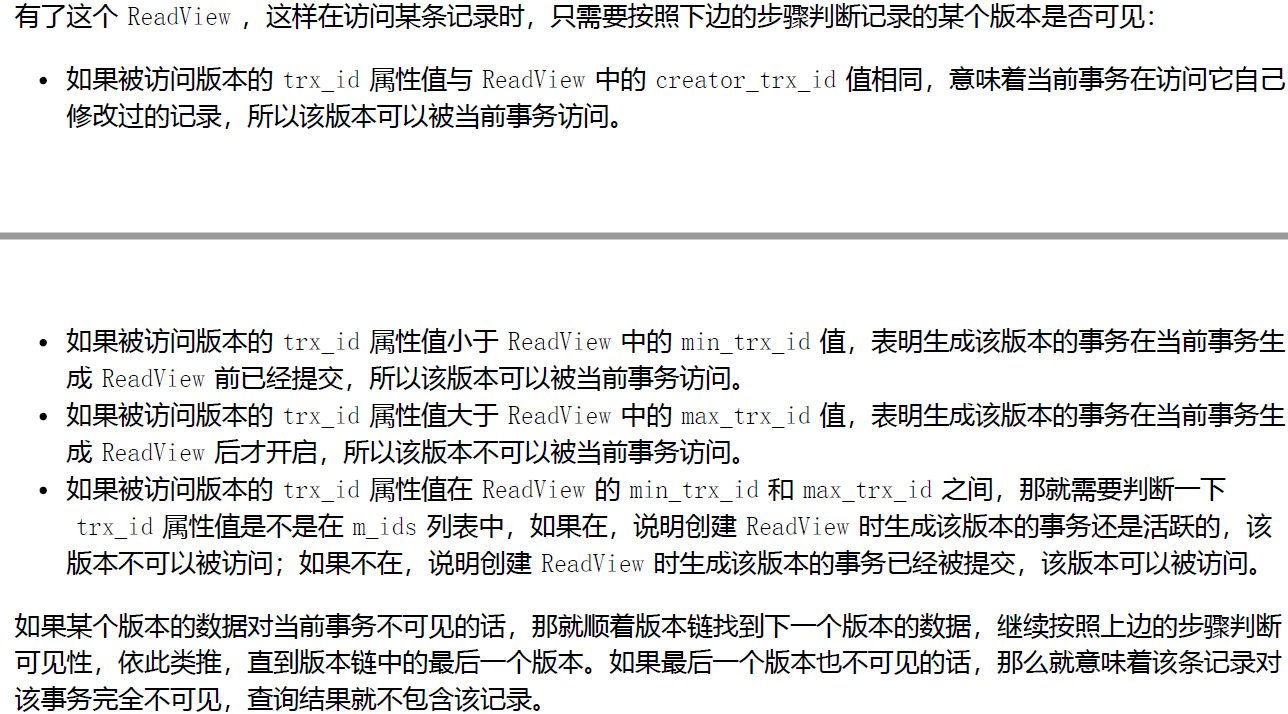 有了这个 ReadView ，这样在访问某条记录时，只需要按照下边的步骤判断记录的某个版本是否可见：
• 如果被访问版本的 trx_id 属性值与 ReadView 中的 creator_trx_id 值相同，意味着当前事务在访问它自己
修改过的记录，所以该版本可以被当前事务访问。
• 如果被访问版本的 trx_id 属性值小于 ReadView 中的 min_trx_id 值，表明生成该版本的事务在当前事务生
成 ReadView 前已经提交，所以该版本可以被当前事务访问。
• 如果被访问版本的 trx_id 属性值大于 ReadView 中的 max_trx_id 值，表明生成该版本的事务在当前事务生
成 ReadView 后才开启，所以该版本不可以被当前事务访问。
• 如果被访问版本的 trx_id 属性值在 ReadView 的 min_trx_id 和 max_trx_id 之间，那就需要判断一下
trx_id 属性值是不是在 m_ids 列表中，如果在，说明创建 ReadView 时生成该版本的事务还是活跃的，该
版本不可以被访问；如果不在，说明创建 ReadView 时生成该版本的事务已经被提交，该版本可以被访问。
如果某个版本的数据对当前事务不可见的话，那就顺着版本链找到下一个版本的数据，继续按照上边的步骤判断
可见性，依此类推，直到版本链中的最后一个版本。如果最后一个版本也不可见的话，那么就意味着该条记录对
该事务完全不可见，查询结果就不包含该记录。